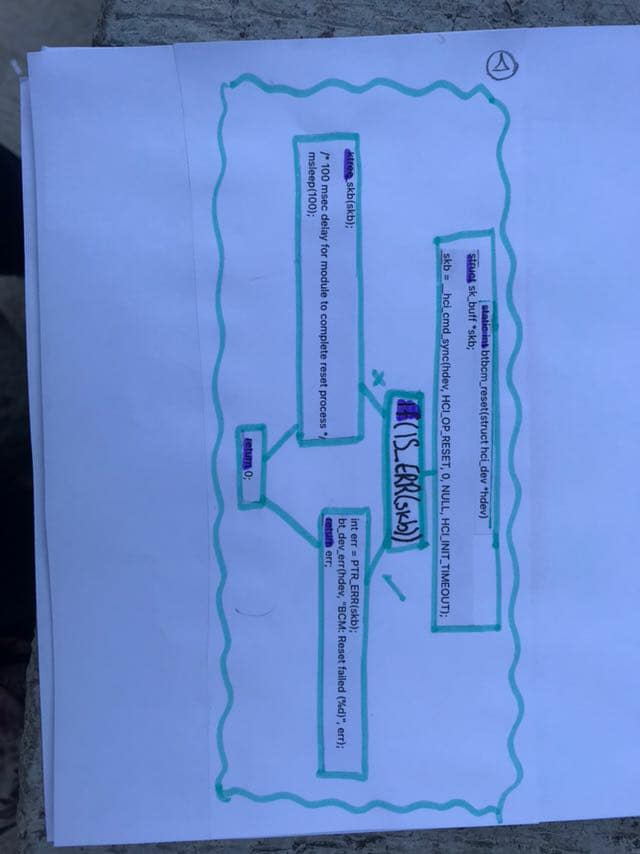 1
static int btbcm_reset(struct hci_dev *hdev)
struct sk_buff *skb;
skb = __hci_cmd_sync(hdev, HCI_OP_RESET, 0, NULL, HCI_INIT_TIMEOUT);
if(IS_ERR(skb))
x
kfree_skb(skb);
/* 100 msec delay for module to complete reset process */
msleep(100);
int err = PTR_ERR(skb);
bt_dev_err(hdev, "BCM: Reset failed (%d)", err);
return err;
return 0;